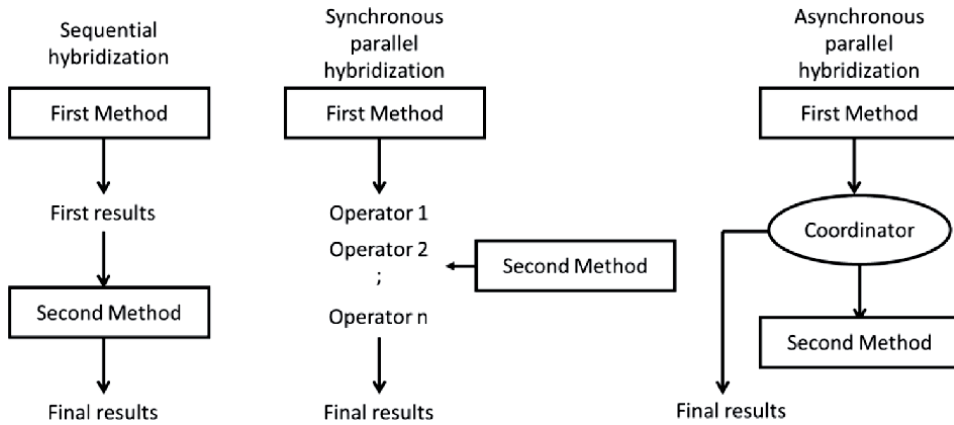 Sequential
hybridization
First Method
First results
Second Method
Final results
Synchronous
parallel
hybridization
First Method
Operator 1
Operator 2
;
Operator n
Second Method
Final results
Asynchronous
parallel
hybridization
First Method
Coordinator
Second Method
Final results